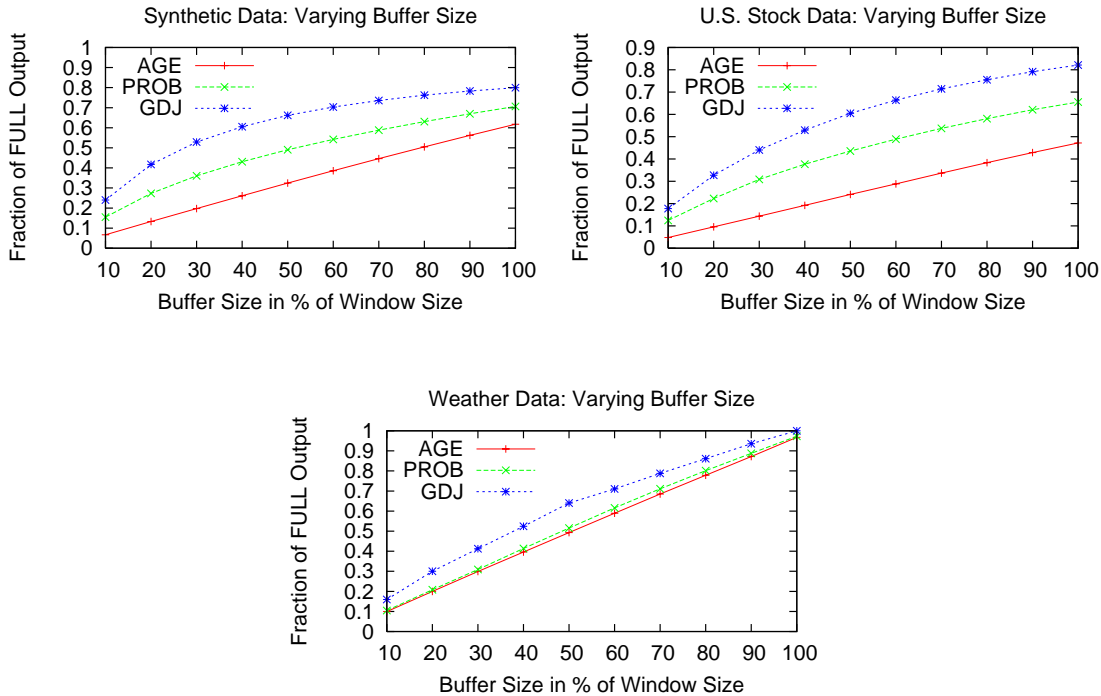 Synthetic Data: Varying Buffer Size
Fraction of FULL Output
1
0.9
0.8
0.7
0.6
0.5
0.4
0.3
0.2
0.1
0
AGE
PROB
GDJ
10 20 30 40 50 60 70 80 90 100
Buffer Size in % of Window Size
U.S. Stock Data: Varying Buffer Size
Fraction of FULL Output
0.9
0.8
0.7
0.6
0.5
0.4
0.3
0.2
0.1
0
AGE
PROB
GDJ
10 20 30 40 50 60 70 80 90 100
Buffer Size in % of Window Size
Weather Data: Varying Buffer Size
Fraction of FULL Output
1
0.9
0.8
0.7
0.6
0.5
0.4
0.3
0.2
0.1
0
AGE
PROB
GDJ
10 20 30 40 50 60 70 80 90 100
Buffer Size in % of Window Size